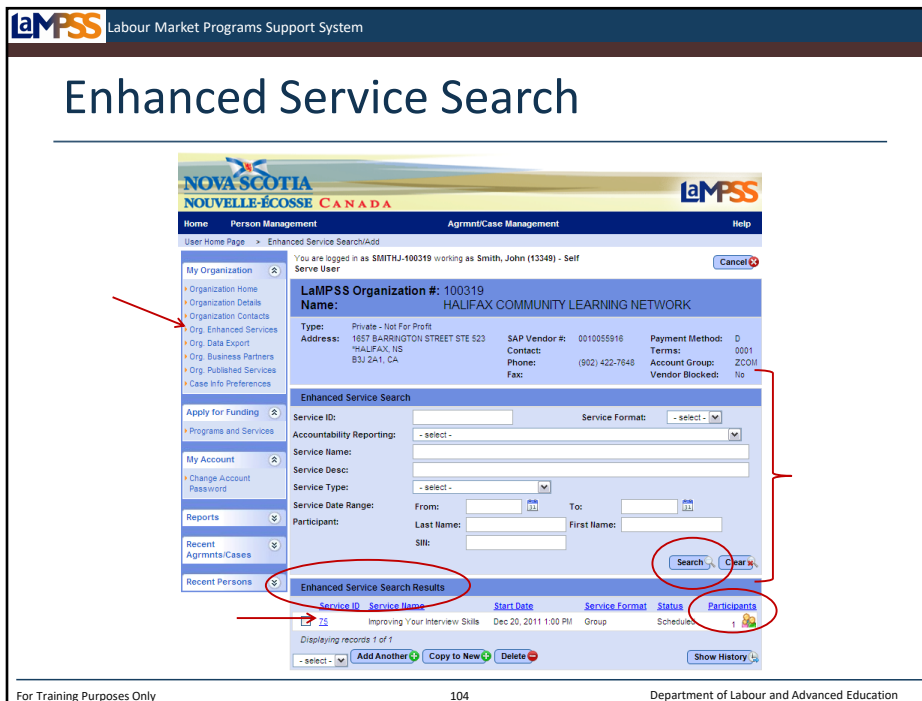 LaMPSS Labour Market Programs Support System
Enhanced Service Search
NOVA SCOTIA
NOUVELLE-ÉCOSSE CANADA
LaMPSS
Home Person Management Agrmnt/Case Management Help
User Home Page > Enhanced Service Search/Add
My Organization
Organization Home
Organization Details
Organization Contacts
Org. Enhanced Services
Org. Data Export
Org. Business Partners
Org. Published Services
Case Info Preferences
Apply for Funding
Programs and Services
My Account
Change Account
Password
Reports
Recent
Agrmnts/Cases
Recent Persons
You are logged in as SMITHJ-100319 working as Smith, John (13349) - Self
Serve User
Cancel
LaMPSS Organization #: 100319
Name: HALIFAX COMMUNITY LEARNING NETWORK
Type: Private - Not For Profit
Address: 1657 BARRINGTON STREET STE 523 SAP Vendor #: 0010055916 Payment Method: D
*HALIFAX, NS Contact: Terms: 0001
B3J 2A1, CA Phone: (902) 422-7648 Account Group: ZCOM
Fax: Vendor Blocked: No
Enhanced Service Search
Service ID: Service Format: - select -
Accountability Reporting: - select -
Service Name:
Service Desc:
Service Type: - select -
Service Date Range: From: 31 To: 31
Participant: Last Name: First Name:
SIN:
Search Clear
Enhanced Service Search Results
Service ID Service Name Start Date Service Format Status Participants
75 Improving Your Interview Skills Dec 20, 2011 1:00 PM Group Scheduled 1
Displaying records 1 of 1
- select - Add Another Copy to New Delete Show History
For Training Purposes Only 104 Department of Labour and Advanced Education